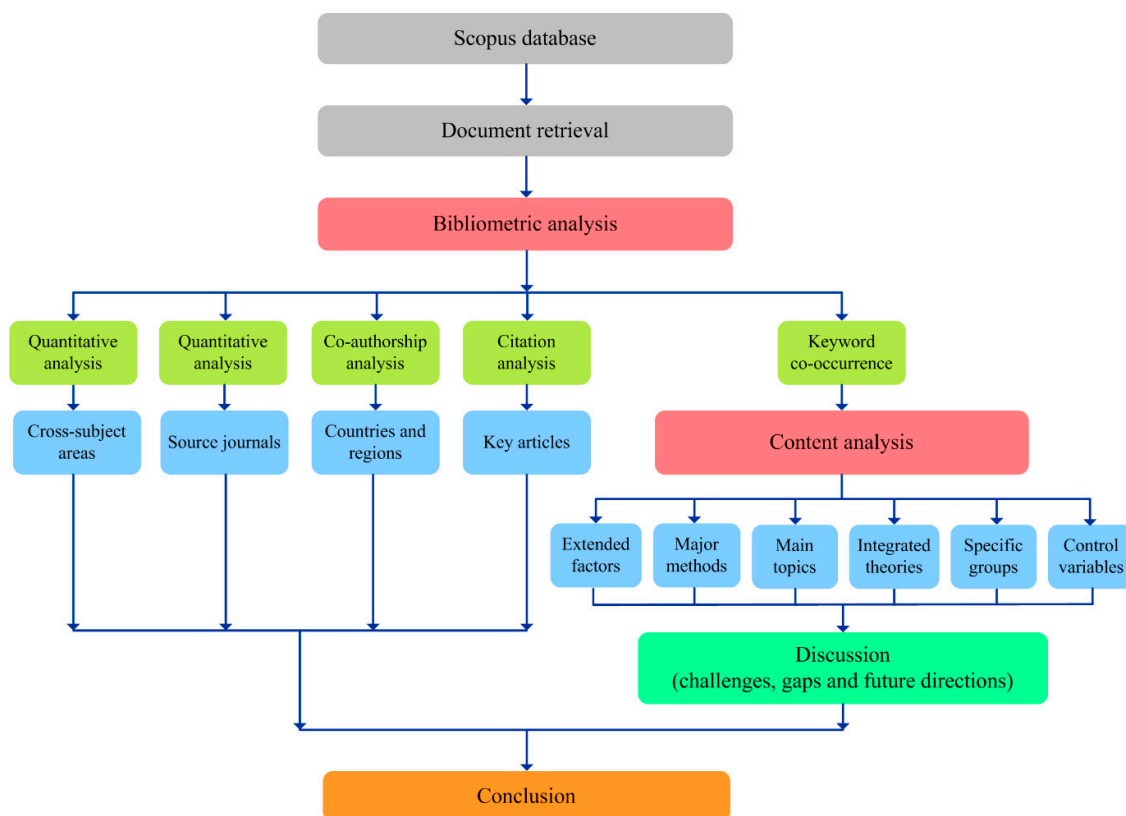 Scopus database
Document retrieval
Bibliometric analysis
Quantitative
analysis
Quantitative
analysis
Co-authorship
analysis
Citation
analysis
Keyword
co-occurrence
Cross-subject
areas
Source journals
Countries and
regions
Key articles
Content analysis
Extended
factors
Major
methods
Main
topics
Integrated
theories
Specific
groups
Control
variables
Discussion
(challenges, gaps and future directions)
Conclusion